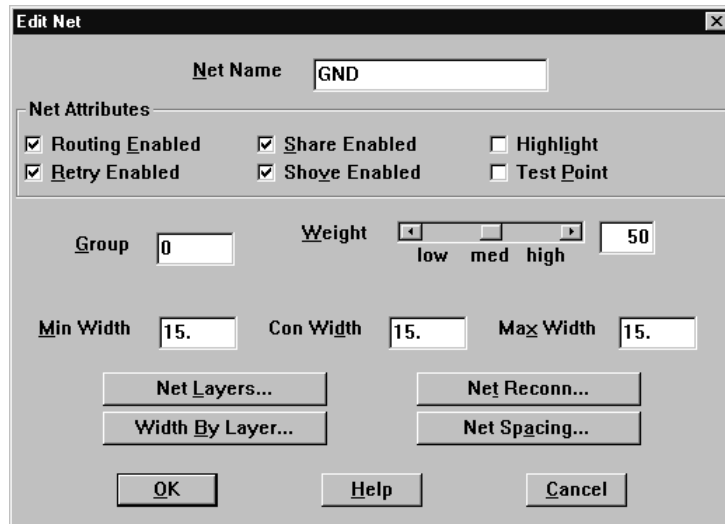 Edit Net
Net Name GND
Net Attributes
Routing Enabled Share Enabled Highlight
Retry Enabled Shove Enabled Test Point
Group 0 Weight low med high 50
Min Width 15. Con Width 15. Max Width 15.
Net Layers... Net Reconn...
Width By Layer... Net Spacing...
OK Help Cancel